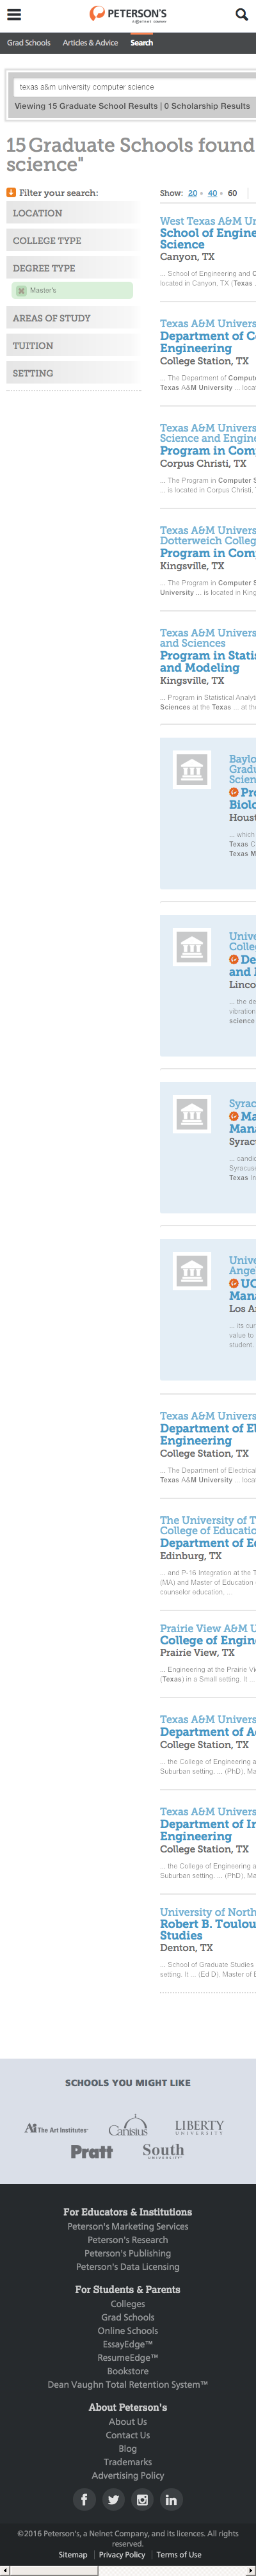 PETERSON'S
Grad Schools Articles & Advice Search
texas a&m university computer science
Viewing 15 Graduate School Results | 0 Scholarship Results
15 Graduate Schools found
science"
Filter your search:
LOCATION
COLLEGE TYPE
DEGREE TYPE
Master's
AREAS OF STUDY
TUITION
SETTING
Show: 20 • 40 • 60
West Texas A&M Un
School of Engine
Science
Canyon, TX
... School of Engineering and C
located in Canyon, TX (Texas
Texas A&M Univers
Department of C
Engineering
College Station, TX
... The Department of Compute
Texas A&M University ... locat
Texas A&M Univers
Science and Engine
Program in Comp
Corpus Christi, TX
... The Program in Computer S
... is located in Corpus Christi,
Texas A&M Univers
Dotterweich Colleg
Program in Comp
Kingsville, TX
... The Program in Computer S
University ... is located in King
Texas A&M Univers
and Sciences
Program in Statis
and Modeling
Kingsville, TX
... Program in Statistical Analyt
Sciences at the Texas ... at the
Baylo
Gradu
Scien
Pro
Biolo
Houst
... which
Texas C
Texas M
Unive
Colle
De
and
Linco
... the de
vibration
science
Syrac
Ma
Mana
Syrac
... candid
Syracuse
Texas In
Unive
Ange
UC
Mana
Los A
... its cur
value to
student.
Texas A&M Univers
Department of El
Engineering
College Station, TX
... The Department of Electrica
Texas A&M University ... locat
The University of T
College of Educatio
Department of Ed
Edinburg, TX
... and P-16 Integration at the T
(MA) and Master of Education
counselor education. ...
Prairie View A&M U
College of Engine
Prairie View, TX
... Engineering at the Prairie Vi
(Texas) in a Small setting. It ...
Texas A&M Univers
Department of A
College Station, TX
... the College of Engineering a
Suburban setting. ... (PhD), Ma
Texas A&M Univers
Department of In
Engineering
College Station, TX
... the College of Engineering a
Suburban setting. ... (PhD), Ma
University of North
Robert B. Toulou
Studies
Denton, TX
... School of Graduate Studies
setting. It ... (Ed D), Master of E
SCHOOLS YOU MIGHT LIKE
Ai The Art Institutes Canisius LIBERTY UNIVERSITY
Pratt South UNIVERSITY
For Educators & Institutions
Peterson's Marketing Services
Peterson's Research
Peterson's Publishing
Peterson's Data Licensing
For Students & Parents
Colleges
Grad Schools
Online Schools
EssayEdge™
ResumeEdge™
Bookstore
Dean Vaughn Total Retention System™
About Peterson's
About Us
Contact Us
Blog
Trademarks
Advertising Policy
©2016 Peterson's, a Nelnet Company, and its licensors. All rights
reserved.
Sitemap | Privacy Policy | Terms of Use